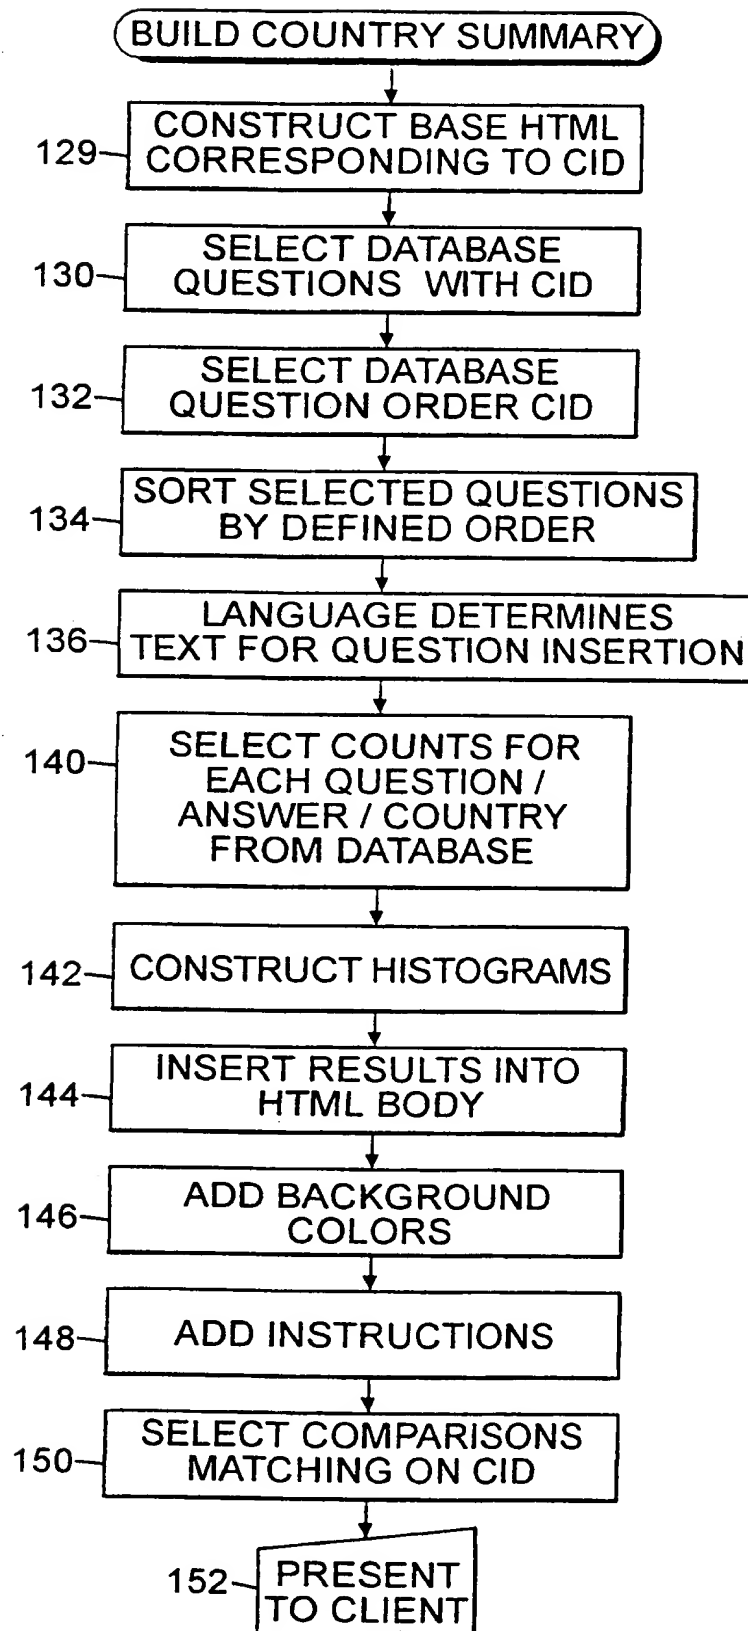 BUILD COUNTRY SUMMARY
129
CONSTRUCT BASE HTML
CORRESPONDING TO CID
130
SELECT DATABASE
QUESTIONS WITH CID
132
SELECT DATABASE
QUESTION ORDER CID
134
SORT SELECTED QUESTIONS
BY DEFINED ORDER
136
LANGUAGE DETERMINES
TEXT FOR QUESTION INSERTION
140
SELECT COUNTS FOR
EACH QUESTION /
ANSWER / COUNTRY
FROM DATABASE
142
CONSTRUCT HISTOGRAMS
144
INSERT RESULTS INTO
HTML BODY
146
ADD BACKGROUND
COLORS
148
ADD INSTRUCTIONS
150
SELECT COMPARISONS
MATCHING ON CID
152
PRESENT
TO CLIENT